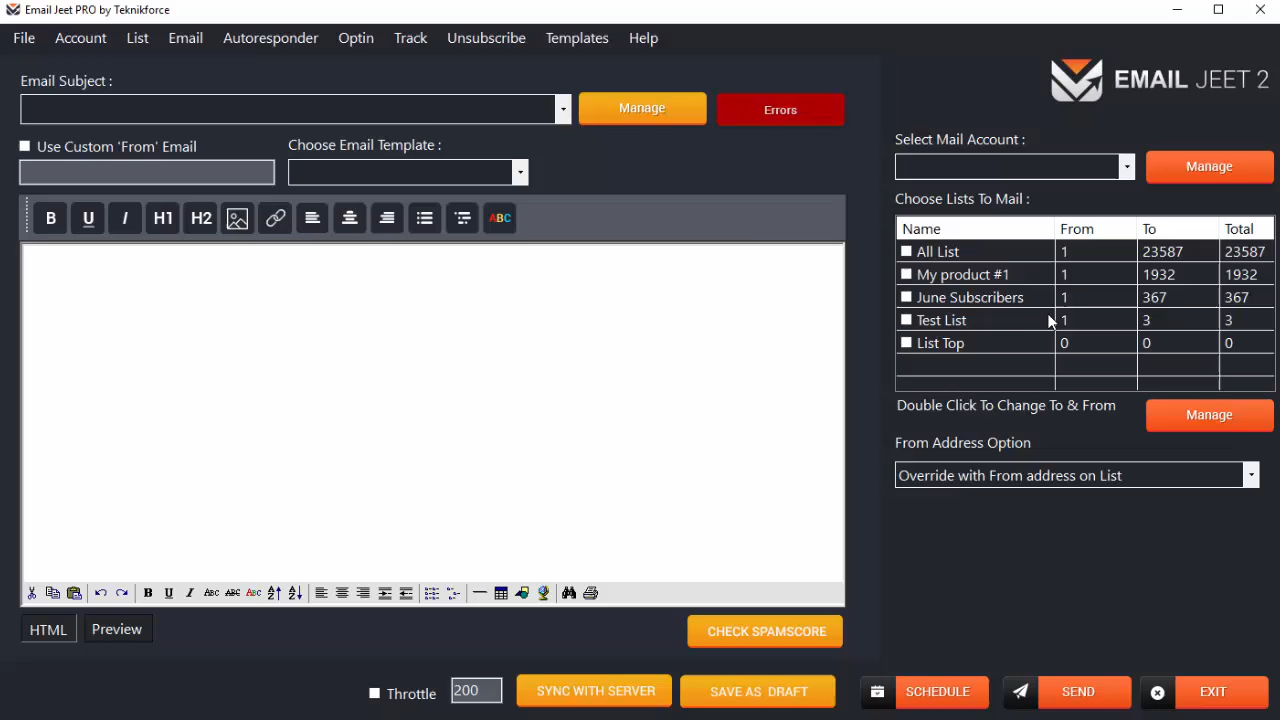 Email Jeet PRO by Teknikforce
File Account List Email Autoresponder Optin Track Unsubscribe Templates Help
EMAIL JEET 2
Email Subject :
Manage
Errors
Use Custom 'From' Email
Choose Email Template :
B U I H1 H2 ABC
HTML
Preview
CHECK SPAMSCORE
Select Mail Account :
Manage
Choose Lists To Mail :
Name From To Total
All List 1 23587 23587
My product #1 1 1932 1932
June Subscribers 1 367 367
Test List 1 3 3
List Top 0 0 0
Double Click To Change To & From
Manage
From Address Option
Override with From address on List
B U I ABC ABC ABC
Throttle
200
SYNC WITH SERVER
SAVE AS DRAFT
SCHEDULE
SEND
EXIT